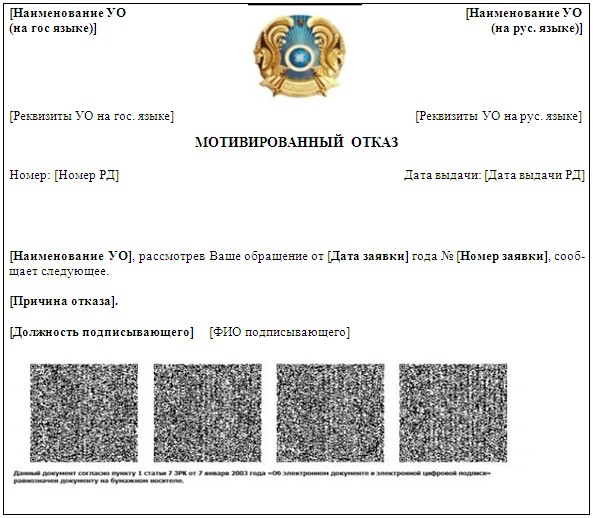 [Наименование УО [Наименование УО
(на гос языке)] (на рус. языке)]
[Реквизиты УО на гос. языке] [Реквизиты УО на рус. языке]
МОТИВИРОВАННЫЙ ОТКАЗ
Номер: [Номер РД] Дата выдачи: [Дата выдачи РД]
[Наименование УО], рассмотрев Ваше обращение от [Дата заявки] года № [Номер заявки], сооб-
щает следующее.
[Причина отказа].
[Должность подписывающего] [ФИО подписывающего]
Данный документ согласно пункту 1 статьи 7 ЗРК от 7 января 2003 года «Об электронном документе и электронной цифровой подписи»
равнозначен документу на бумажном носителе.